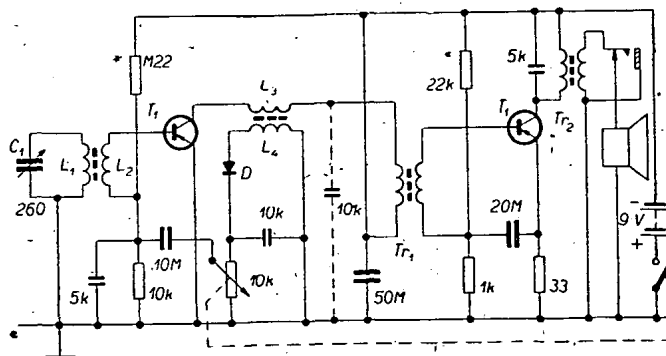 * M22
T₁
L₃
L₄
C₁
L₁
L₂
260
D
10k
10k
5k
10M
10k
10k
50M
Tr₁
22k
5k
T₁
Tr₂
20M
1k
33
9 V
-
+